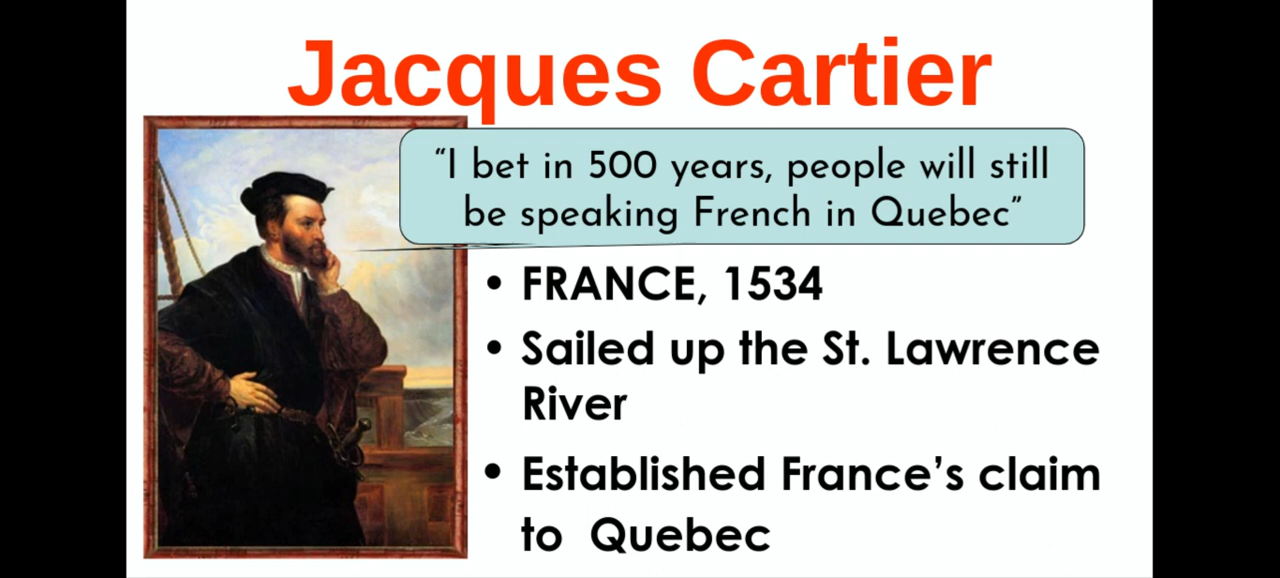 Jacques Cartier
“I bet in 500 years, people will still
be speaking French in Quebec”
• FRANCE, 1534
• Sailed up the St. Lawrence
River
• Established France’s claim
to  Quebec